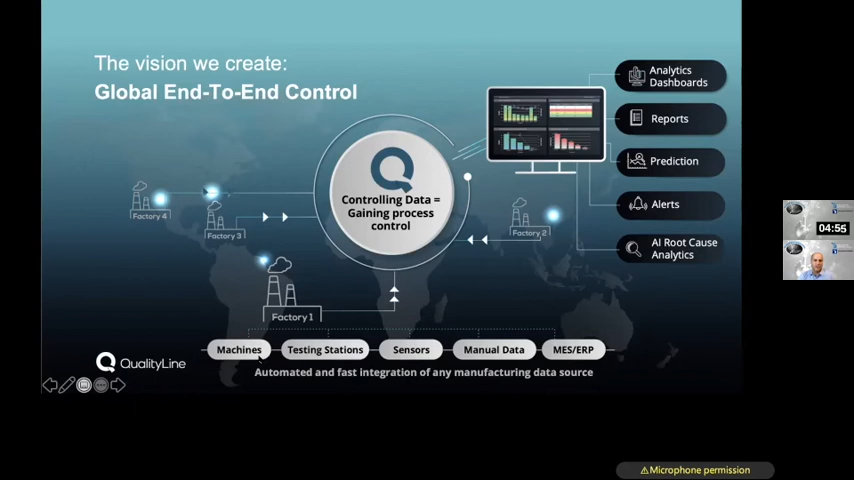 The vision we create:
Global End-To-End Control
Analytics
Dashboards
Reports
Prediction
Alerts
AI Root Cause
Analytics
Controlling Data =
Gaining process
control
Factory 4
Factory 3
Factory 2
Factory 1
Machines
Testing Stations
Sensors
Manual Data
MES/ERP
Automated and fast integration of any manufacturing data source
QualityLine
04:55
Microphone permission